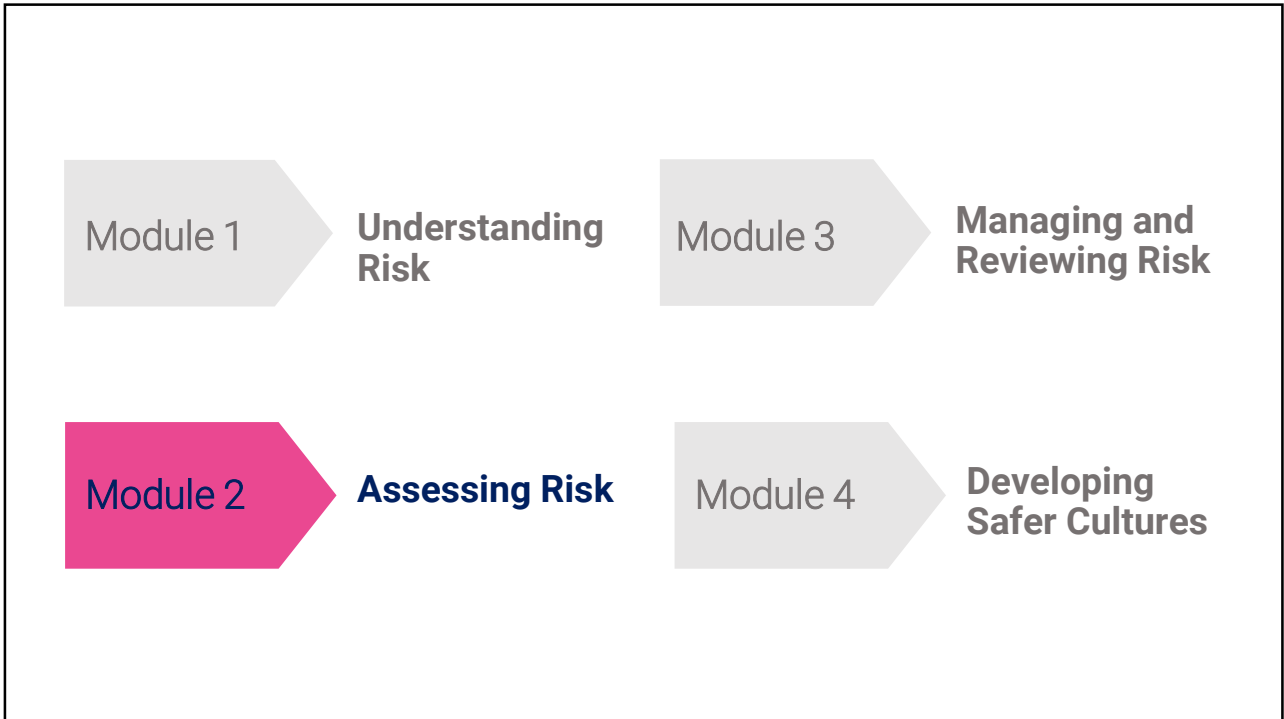 Module 1
Understanding
Risk
Module 2
Assessing Risk
Module 3
Managing and
Reviewing Risk
Module 4
Developing
Safer Cultures